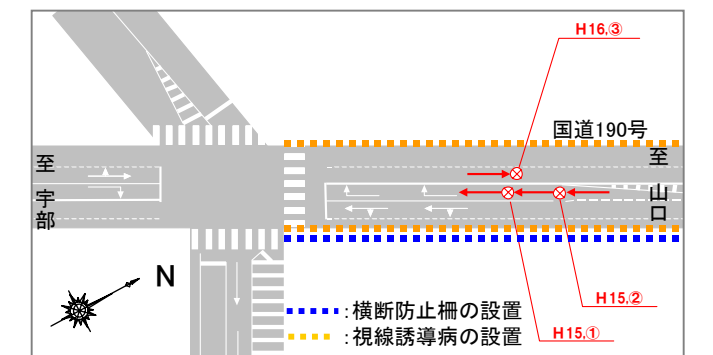 H16.③
国道190号
至
山
口
至
宇
部
N
H15.②
H15.①
:横断防止柵の設置
:視線誘導病の設置